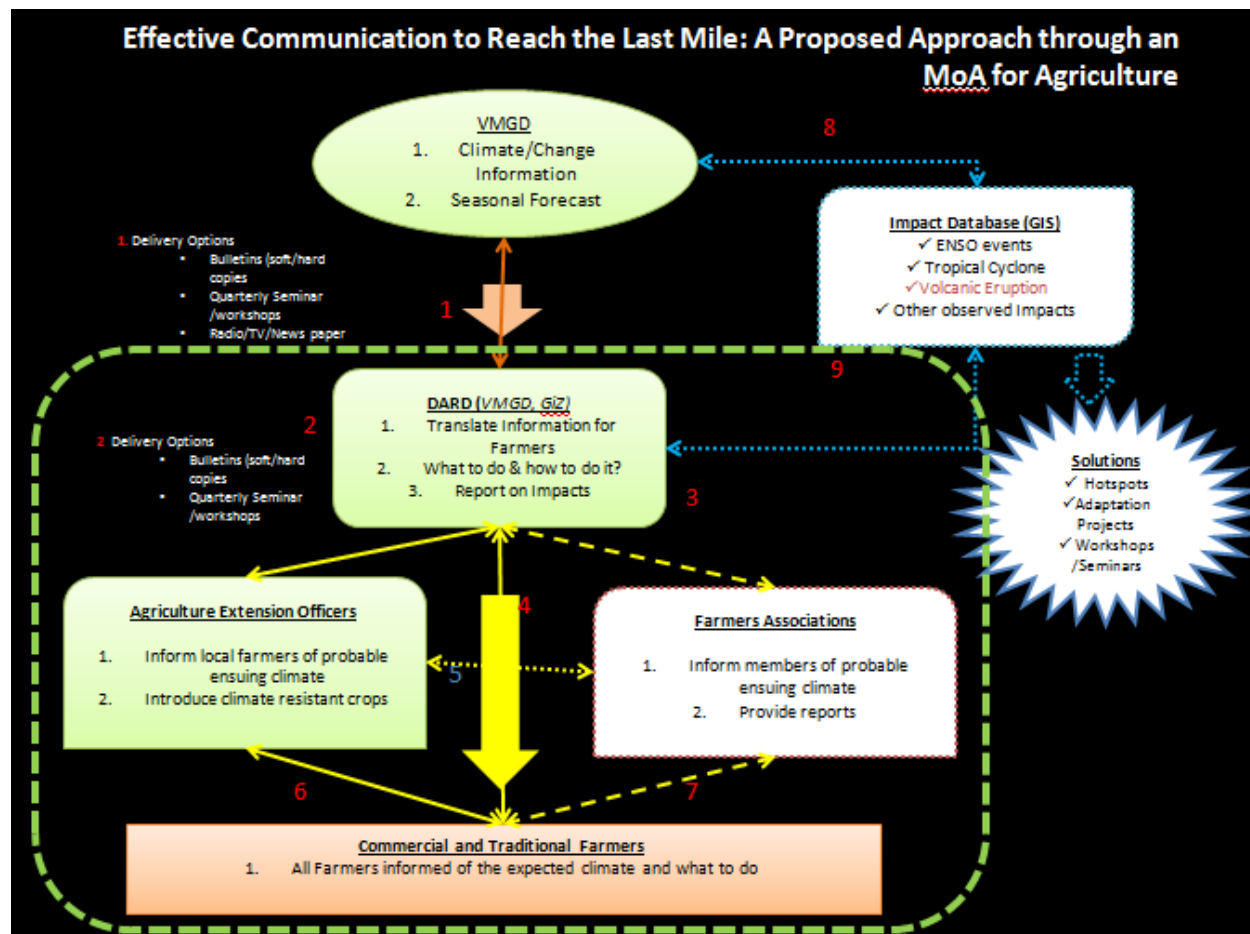 Effective Communication to Reach the Last Mile: A Proposed Approach through an
MoA for Agriculture
VMGD
1. Climate/Change
Information
2. Seasonal Forecast
8
1. Delivery Options
▪ Bulletins (soft/hard
copies
▪ Quarterly Seminar
/workshops
▪ Radio/TV/News paper
1
Impact Database (GIS)
✓ ENSO events
✓ Tropical Cyclone
✓ Volcanic Eruption
✓ Other observed Impacts
9
2
DARD (VMGD, GiZ)
1. Translate Information for
Farmers
2. What to do & how to do it?
3. Report on Impacts
2. Delivery Options
▪ Bulletins (soft/hard
copies
▪ Quarterly Seminar
/workshops
3
Solutions
✓ Hotspots
✓ Adaptation
Projects
✓ Workshops
/Seminars
4
Agriculture Extension Officers
1. Inform local farmers of probable
ensuing climate
2. Introduce climate resistant crops
5
Farmers Associations
1. Inform members of probable
ensuing climate
2. Provide reports
6
7
Commercial and Traditional Farmers
1. All Farmers informed of the expected climate and what to do